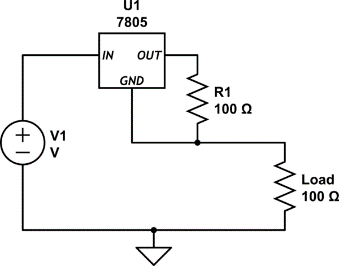 U1
7805
IN
OUT
GND
R1
100 Ω
V1
V
Load
100 Ω